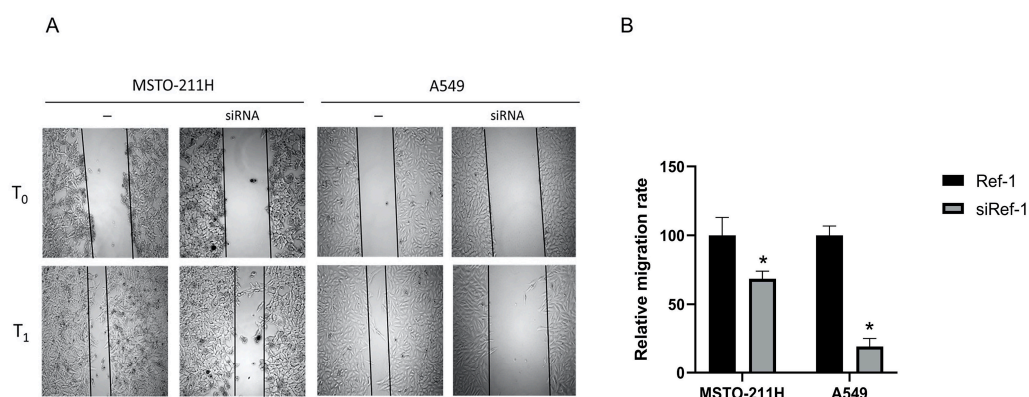 A
B
MSTO-211H
A549
–
siRNA
–
siRNA
T0
T1
Relative migration rate
150
100
50
0
*
*
MSTO-211H
A549
Ref-1
siRef-1